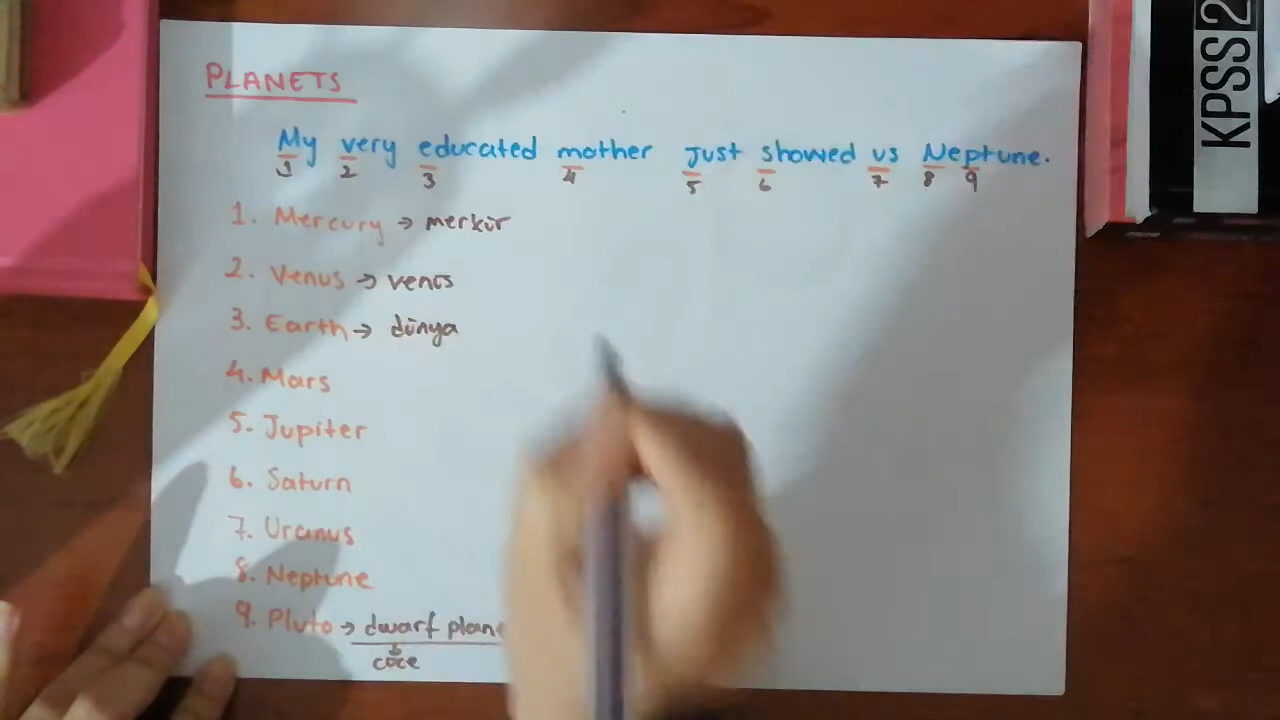 PLANETS
My very educated mother Just showed us Neptune.
1 2 3 4 5 6 7 8 9
1. Mercury → merkür
2. Venus → venüs
3. Earth → dünya
4. Mars
5. Jupiter
6. Saturn
7. Uranus
8. Neptune
9. Pluto → dwarf plan
cüce
KPSS 2